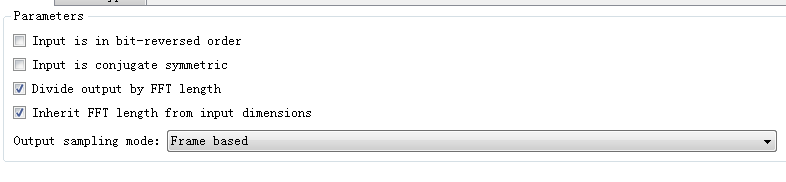 Parameters
Input is in bit-reversed order
Input is conjugate symmetric
Divide output by FFT length
Inherit FFT length from input dimensions
Output sampling mode: Frame based